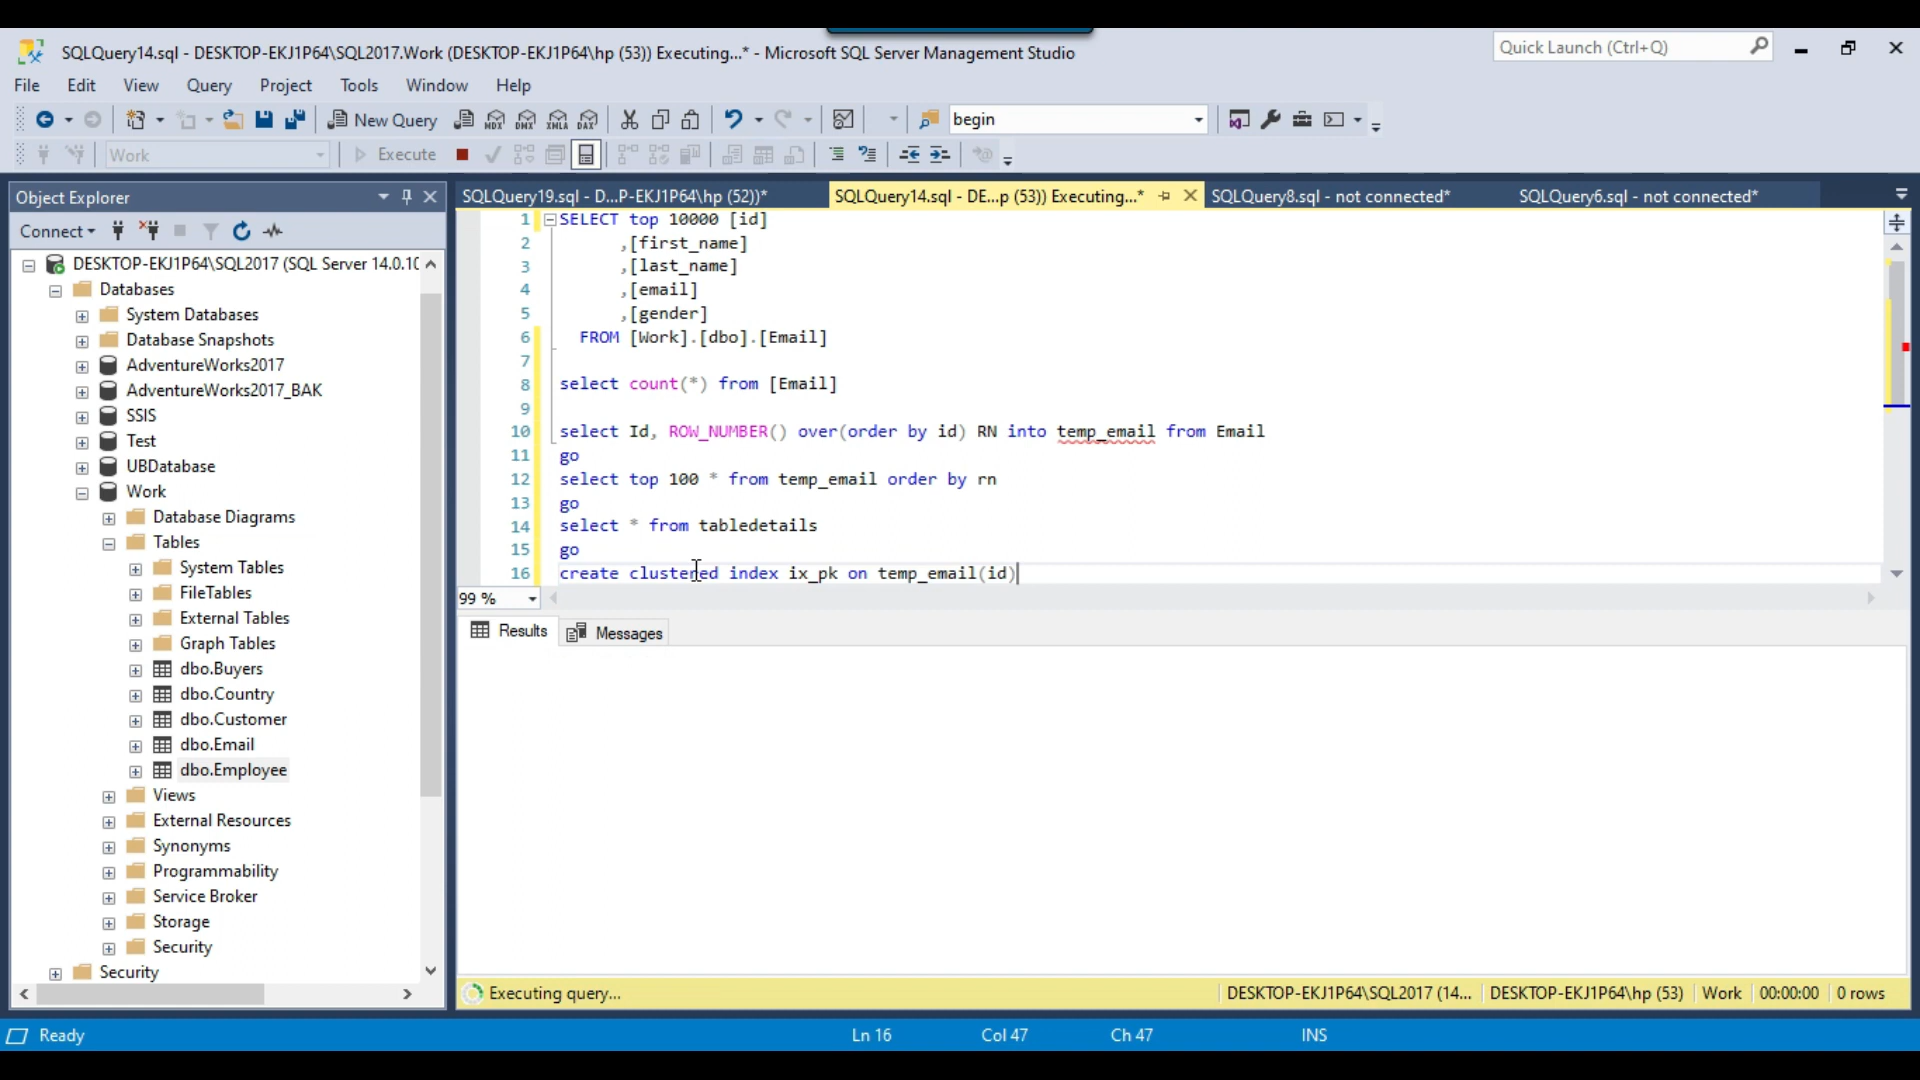 SQLQuery14.sql - DESKTOP-EKJ1P64\SQL2017.Work (DESKTOP-EKJ1P64\hp (53)) Executing...* - Microsoft SQL Server Management Studio
Quick Launch (Ctrl+Q)
File Edit View Query Project Tools Window Help
New Query MDX DMX XMLA DAX begin
Work Execute
Object Explorer
SQLQuery19.sql - D...P-EKJ1P64\hp (52))* SQLQuery14.sql - DE...p (53)) Executing...* SQLQuery8.sql - not connected* SQLQuery6.sql - not connected*
Connect
DESKTOP-EKJ1P64\SQL2017 (SQL Server 14.0.10
Databases
System Databases
Database Snapshots
AdventureWorks2017
AdventureWorks2017_BAK
SSIS
Test
UBDatabase
Work
Database Diagrams
Tables
System Tables
FileTables
External Tables
Graph Tables
dbo.Buyers
dbo.Country
dbo.Customer
dbo.Email
dbo.Employee
Views
External Resources
Synonyms
Programmability
Service Broker
Storage
Security
Security
1 SELECT top 10000 [id]
2 ,[first_name]
3 ,[last_name]
4 ,[email]
5 ,[gender]
6 FROM [Work].[dbo].[Email]
7
8 select count(*) from [Email]
9
10 select Id, ROW_NUMBER() over(order by id) RN into temp_email from Email
11 go
12 select top 100 * from temp_email order by rn
13 go
14 select * from tabledetails
15 go
16 create clustered index ix_pk on temp_email(id)
99 %
Results Messages
Executing query... DESKTOP-EKJ1P64\SQL2017 (14... DESKTOP-EKJ1P64\hp (53) Work 00:00:00 0 rows
Ready Ln 16 Col 47 Ch 47 INS